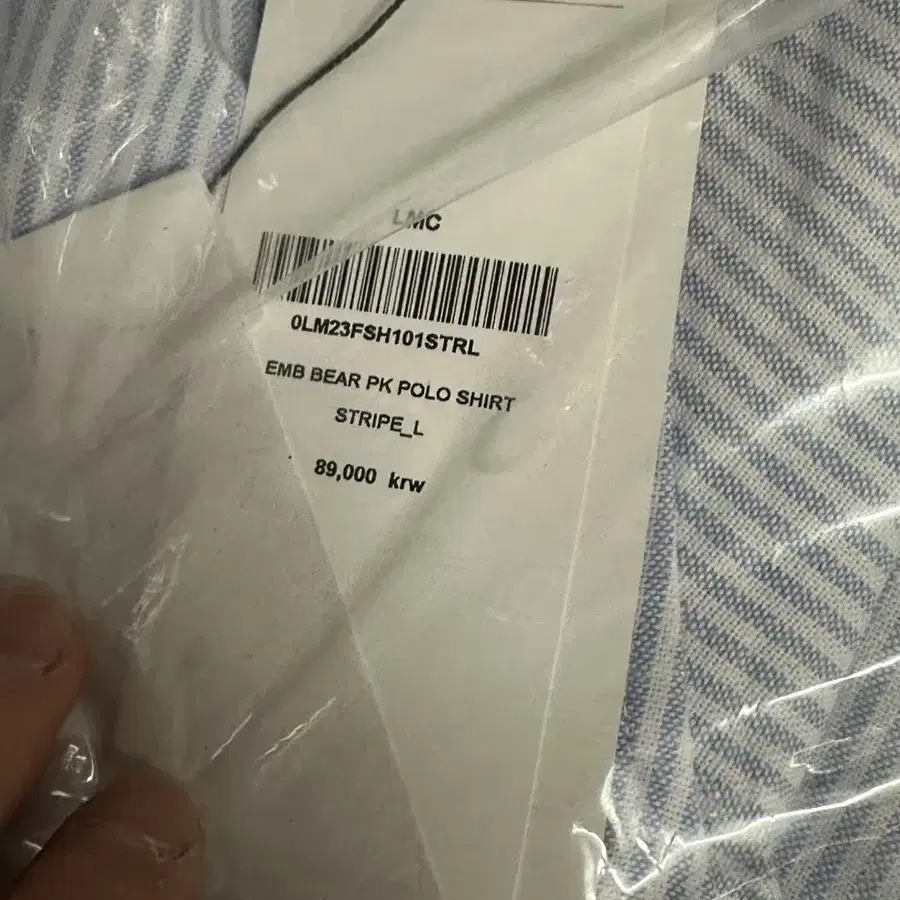 LMC
0LM23FSH101STRL
EMB BEAR PK POLO SHIRT
STRIPE_L
89,000 krw